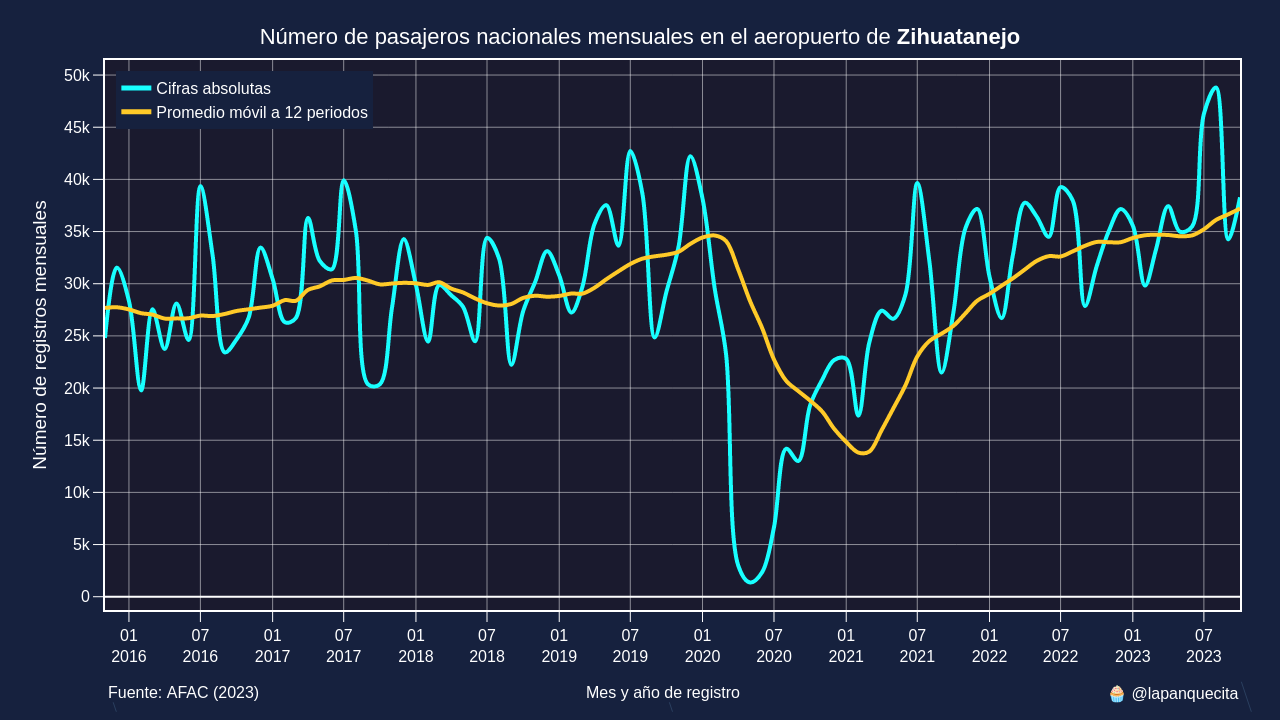 Número de pasajeros nacionales mensuales en el aeropuerto de Zihuatanejo
Cifras absolutas
Promedio móvil a 12 periodos
Número de registros mensuales
50k
45k
40k
35k
30k
25k
20k
15k
10k
5k
0
01 07 01 07 01 07 01 07 01 07 01 07 01 07 01 07
2016 2016 2017 2017 2018 2018 2019 2019 2020 2020 2021 2021 2022 2022 2023 2023
Fuente: AFAC (2023) Mes y año de registro 🧁 @lapanquecita